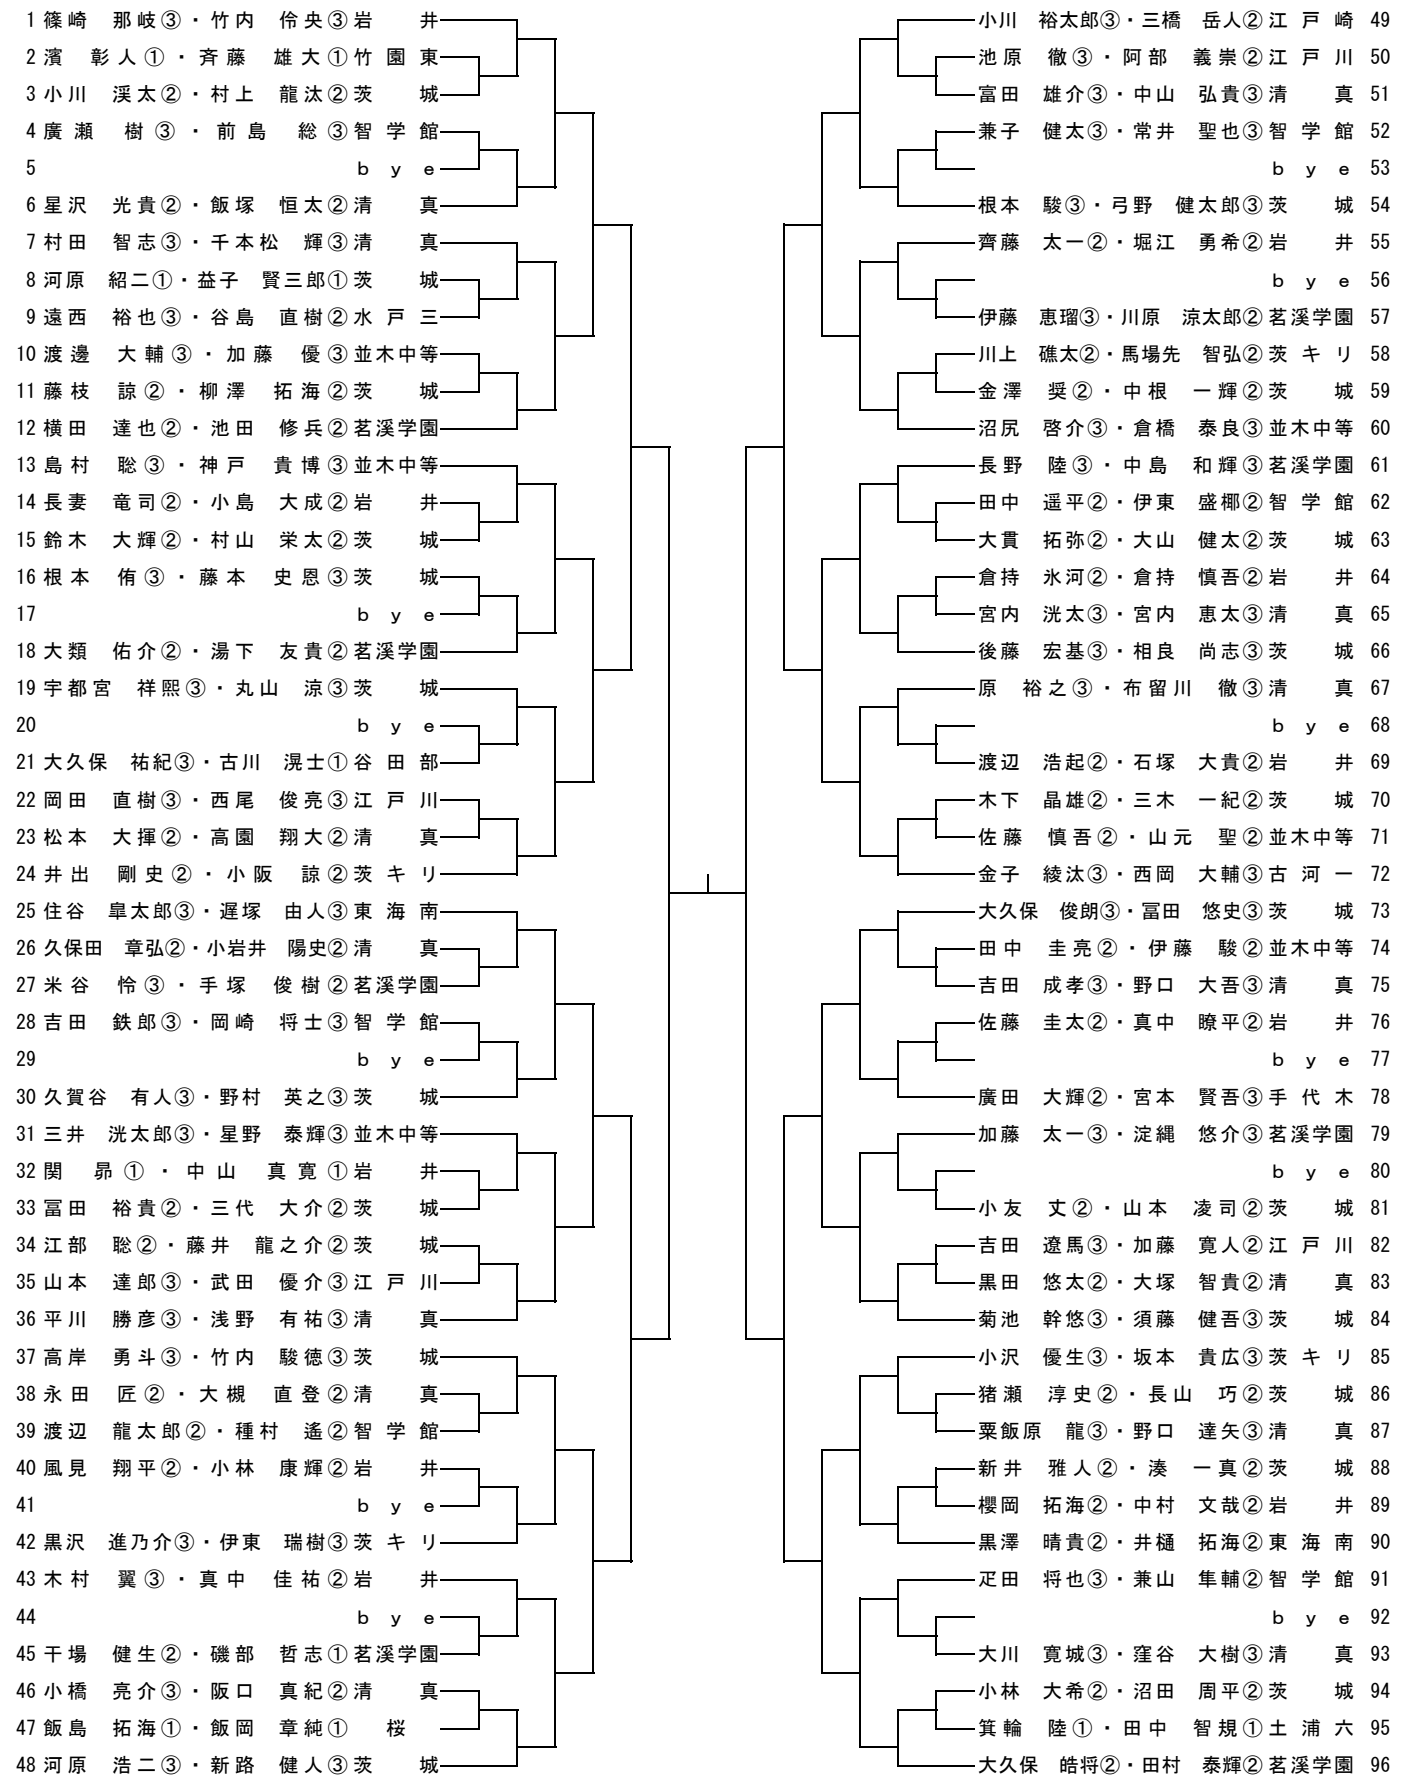 1 篠崎 那岐③・竹内 伶央③ 岩井
2 濱 彰人①・斉藤 雄大① 竹園東
3 小川 渓太②・村上 龍汰② 茨城
4 廣瀬 樹③・前島 総③ 智学館
5 bye
6 星沢 光貴②・飯塚 恒太② 清真
7 村田 智志③・千本松 輝③ 清真
8 河原 紹二①・益子 賢三郎① 茨城
9 遠西 裕也③・谷島 直樹② 水戸三
10 渡邊 大輔③・加藤 優③ 並木中等
11 藤枝 諒②・柳澤 拓海② 茨城
12 横田 達也②・池田 修兵② 茗溪学園
13 島村 聡③・神戸 貴博③ 並木中等
14 長妻 竜司②・小島 大成② 岩井
15 鈴木 大輝②・村山 栄太② 茨城
16 根本 侑③・藤本 史恩③ 茨城
17 bye
18 大類 佑介②・湯下 友貴② 茗溪学園
19 宇都宮 祥熙③・丸山 涼③ 茨城
20 bye
21 大久保 祐紀③・古川 滉士① 谷田部
22 岡田 直樹③・西尾 俊亮③ 江戸川
23 松本 大揮②・高園 翔大② 清真
24 井出 剛史②・小阪 諒② 茨キリ
25 住谷 皐太郎③・遅塚 由人③ 東海南
26 久保田 章弘②・小岩井 陽史② 清真
27 米谷 怜③・手塚 俊樹② 茗溪学園
28 吉田 鉄郎③・岡崎 将士③ 智学館
29 bye
30 久賀谷 有人③・野村 英之③ 茨城
31 三井 洸太郎③・星野 泰輝③ 並木中等
32 関 昴①・中山 真寛① 岩井
33 冨田 裕貴②・三代 大介② 茨城
34 江部 聡②・藤井 龍之介② 茨城
35 山本 達郎③・武田 優介③ 江戸川
36 平川 勝彦③・浅野 有祐③ 清真
37 高岸 勇斗③・竹内 駿徳③ 茨城
38 永田 匠②・大槻 直登② 清真
39 渡辺 龍太郎②・種村 遙② 智学館
40 風見 翔平②・小林 康輝② 岩井
41 bye
42 黒沢 進乃介③・伊東 瑞樹③ 茨キリ
43 木村 翼③・真中 佳祐② 岩井
44 bye
45 干場 健生②・磯部 哲志① 茗溪学園
46 小橋 亮介③・阪口 真紀② 清真
47 飯島 拓海①・飯岡 章純① 桜
48 河原 浩二③・新路 健人③ 茨城
小川 裕太郎③・三橋 岳人② 江戸崎 49
池原 徹③・阿部 義崇② 江戸川 50
富田 雄介③・中山 弘貴③ 清真 51
兼子 健太③・常井 聖也③ 智学館 52
bye 53
根本 駿③・弓野 健太郎③ 茨城 54
齊藤 太一②・堀江 勇希② 岩井 55
bye 56
伊藤 恵瑠③・川原 涼太郎② 茗溪学園 57
川上 礁太②・馬場先 智弘② 茨キリ 58
金澤 奨②・中根 一輝② 茨城 59
沼尻 啓介③・倉橋 泰良③ 並木中等 60
長野 陸③・中島 和輝③ 茗溪学園 61
田中 遥平②・伊東 盛椰② 智学館 62
大貫 拓弥②・大山 健太② 茨城 63
倉持 氷河②・倉持 慎吾② 岩井 64
宮内 洸太③・宮内 恵太③ 清真 65
後藤 宏基③・相良 尚志③ 茨城 66
原 裕之③・布留川 徹③ 清真 67
bye 68
渡辺 浩起②・石塚 大貴② 岩井 69
木下 晶雄②・三木 一紀② 茨城 70
佐藤 慎吾②・山元 聖② 並木中等 71
金子 綾汰③・西岡 大輔③ 古河一 72
大久保 俊朗③・冨田 悠史③ 茨城 73
田中 圭亮②・伊藤 駿② 並木中等 74
吉田 成孝③・野口 大吾③ 清真 75
佐藤 圭太②・真中 瞭平② 岩井 76
bye 77
廣田 大輝②・宮本 賢吾③ 手代木 78
加藤 太一③・淀縄 悠介③ 茗溪学園 79
bye 80
小友 丈②・山本 凌司② 茨城 81
吉田 遼馬③・加藤 寛人② 江戸川 82
黒田 悠太②・大塚 智貴② 清真 83
菊池 幹悠③・須藤 健吾③ 茨城 84
小沢 優生③・坂本 貴広③ 茨キリ 85
猪瀬 淳史②・長山 巧② 茨城 86
粟飯原 龍③・野口 達矢③ 清真 87
新井 雅人②・湊 一真② 茨城 88
櫻岡 拓海②・中村 文哉② 岩井 89
黒澤 晴貴②・井樋 拓海② 東海南 90
疋田 将也③・兼山 隼輔② 智学館 91
bye 92
大川 寛城③・窪谷 大樹③ 清真 93
小林 大希②・沼田 周平② 茨城 94
箕輪 陸①・田中 智規① 土浦六 95
大久保 皓将②・田村 泰輝② 茗溪学園 96